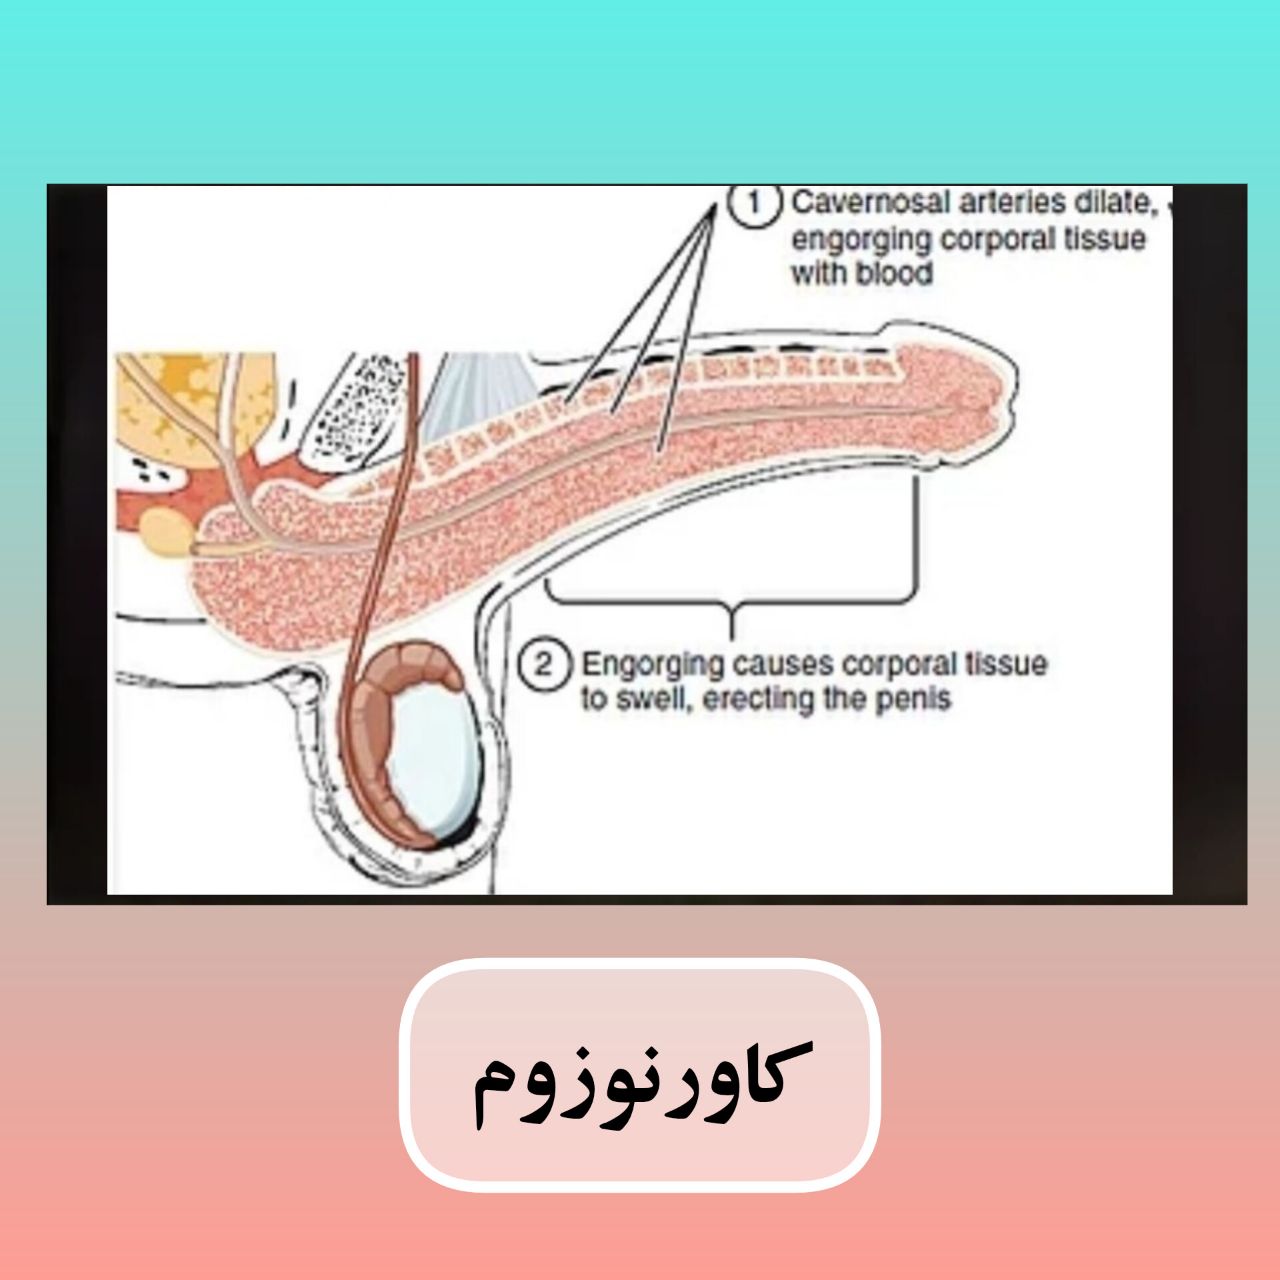 1 Cavernosal arteries dilate,
engorging corporal tissue
with blood
2 Engorging causes corporal tissue
to swell, erecting the penis
کاورنوزوم